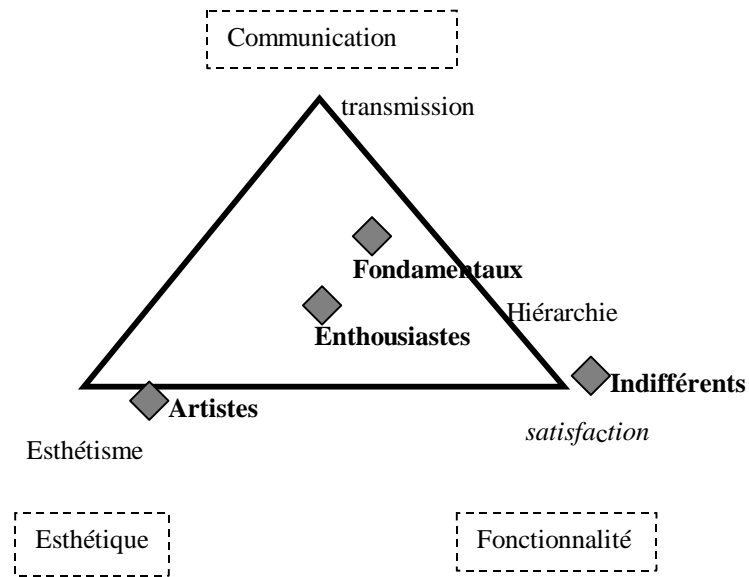 Communication
transmission
Fondamentaux
Hiérarchie
Enthousiastes
Indifférents
Artistes
satisfaction
Esthétisme
Esthétique
Fonctionnalité